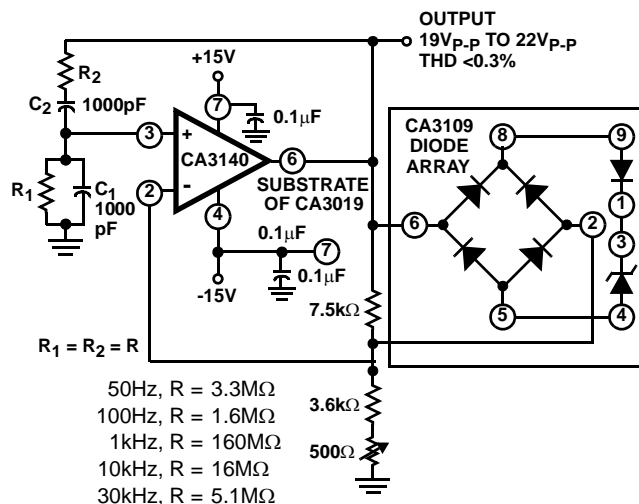 OUTPUT
19VP-P TO 22VP-P
THD <0.3%
+15V
R2
C2 1000pF
7
0.1μF
3
+
CA3140
6
2
-
4
SUBSTRATE
OF CA3019
R1
C1
1000
pF
0.1μF
7
0.1μF
-15V
CA3109
DIODE
ARRAY
8
9
6
2
1
3
5
4
7.5kΩ
R1 = R2 = R
50Hz, R = 3.3MΩ
100Hz, R = 1.6MΩ
1kHz, R = 160MΩ
10kHz, R = 16MΩ
30kHz, R = 5.1MΩ
3.6kΩ
500Ω